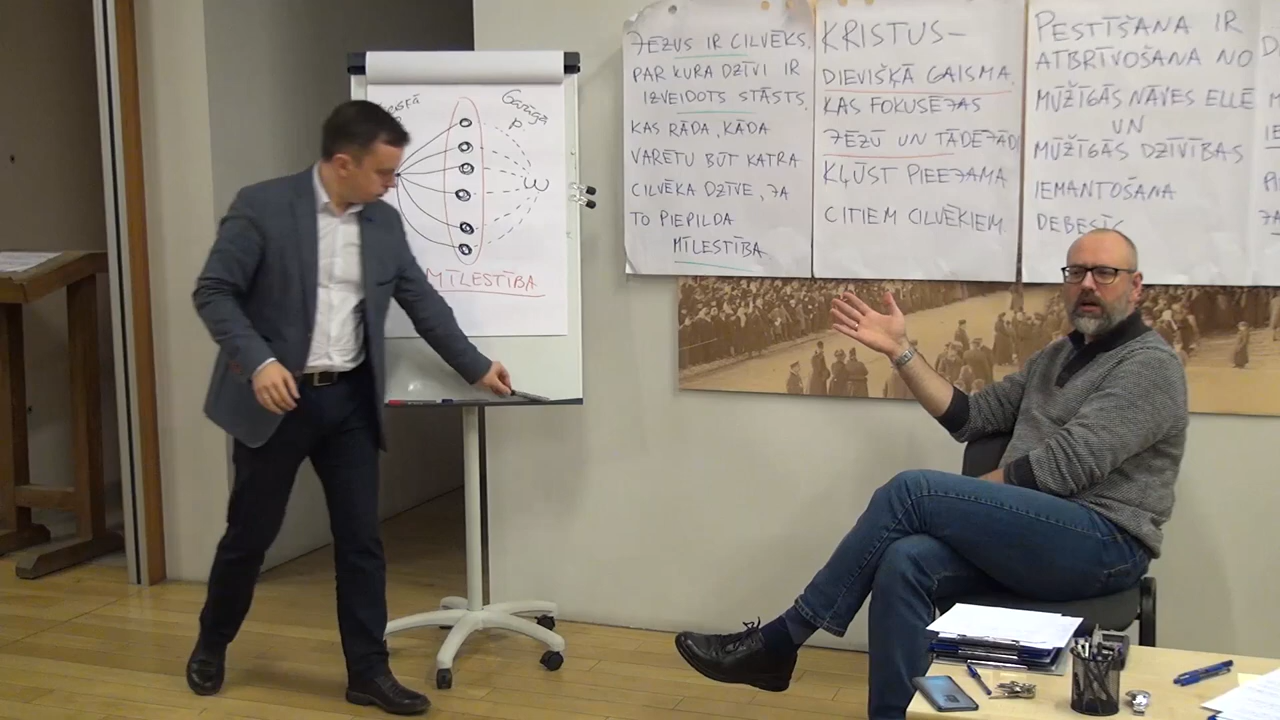 Garīgā
p
ω
MĪLESTĪBA
JĒZUS IR CILVĒKS,
PAR KURA DZĪVI IR
IZVEIDOTS STĀSTS,
KAS RĀDA, KĀDA
VARĒTU BŪT KATRA
CILVĒKA DZĪVE, JA
TO PIEPILDA
MĪLESTĪBA.
KRISTUS –
DIEVIŠĶĀ GAISMA,
KAS FOKUSĒJAS
JĒZŪ UN TĀDĒJĀDI
KĻŪST PIEEJAMA
CITIEM CILVĒKIEM.
PESTĪŠANA IR
ATBRĪVOŠANA NO
MŪŽĪGĀS NĀVES ELLĒ
UN
MŪŽĪGĀS DZĪVĪBAS
IEMANTOŠANA
DEBESĪS